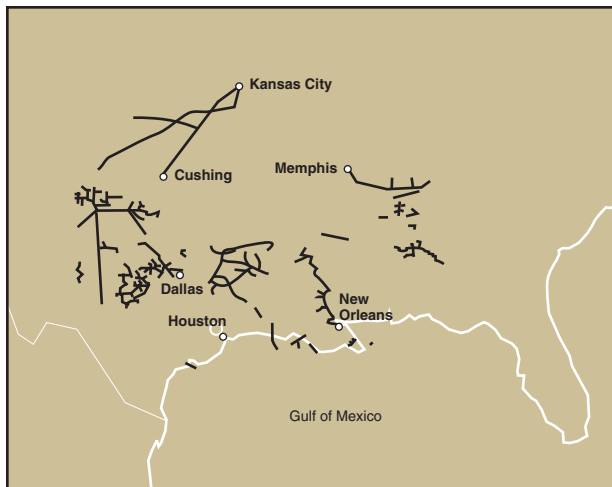 Kansas City
Cushing
Memphis
Dallas
New
Orleans
Houston
Gulf of Mexico